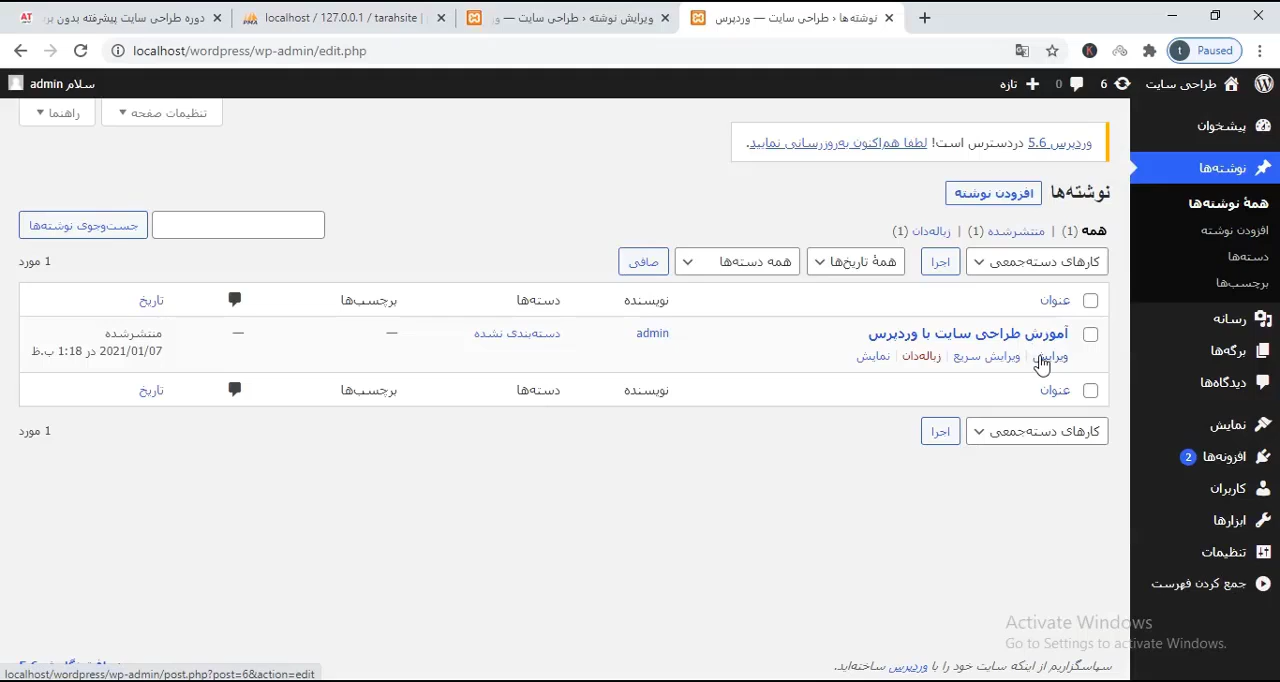 دوره طراحی سایت پیشرفته بدون بر
localhost / 127.0.0.1 / tarahsite |
ویرایش نوشته ‹ طراحی سایت — ور
نوشته‌ها ‹ طراحی سایت — وردپرس
localhost/wordpress/wp-admin/edit.php
K
t Paused
طراحی سایت
6
0
تازه
سلام admin
تنظیمات صفحه
راهنما
وردپرس 5.6 دردسترس است! لطفا هم‌اکنون به‌روزرسانی نمایید.
نوشته‌ها
افزودن نوشته
همه (1) | منتشرشده (1) | زباله‌دان (1)
جست‌وجوی نوشته‌ها
کارهای دسته‌جمعی
اجرا
همهٔ تاریخ‌ها
همه دسته‌ها
صافی
1 مورد
عنوان
نویسنده
دسته‌ها
برچسب‌ها
تاریخ
آموزش طراحی سایت با وردپرس
ویرایش | ویرایش سریع | زباله‌دان | نمایش
admin
دسته‌بندی نشده
—
—
منتشرشده
2021/01/07 در 1:18 ب.ظ
عنوان
نویسنده
دسته‌ها
برچسب‌ها
تاریخ
کارهای دسته‌جمعی
اجرا
1 مورد
پیشخوان
نوشته‌ها
همهٔ نوشته‌ها
افزودن نوشته
دسته‌ها
برچسب‌ها
رسانه
برگه‌ها
دیدگاه‌ها
نمایش
افزونه‌ها 2
کاربران
ابزارها
تنظیمات
جمع کردن فهرست
Activate Windows
Go to Settings to activate Windows.
سپاسگزاریم از اینکه سایت خود را با وردپرس ساخته‌اید.
localhost/wordpress/wp-admin/post.php?post=6&action=edit